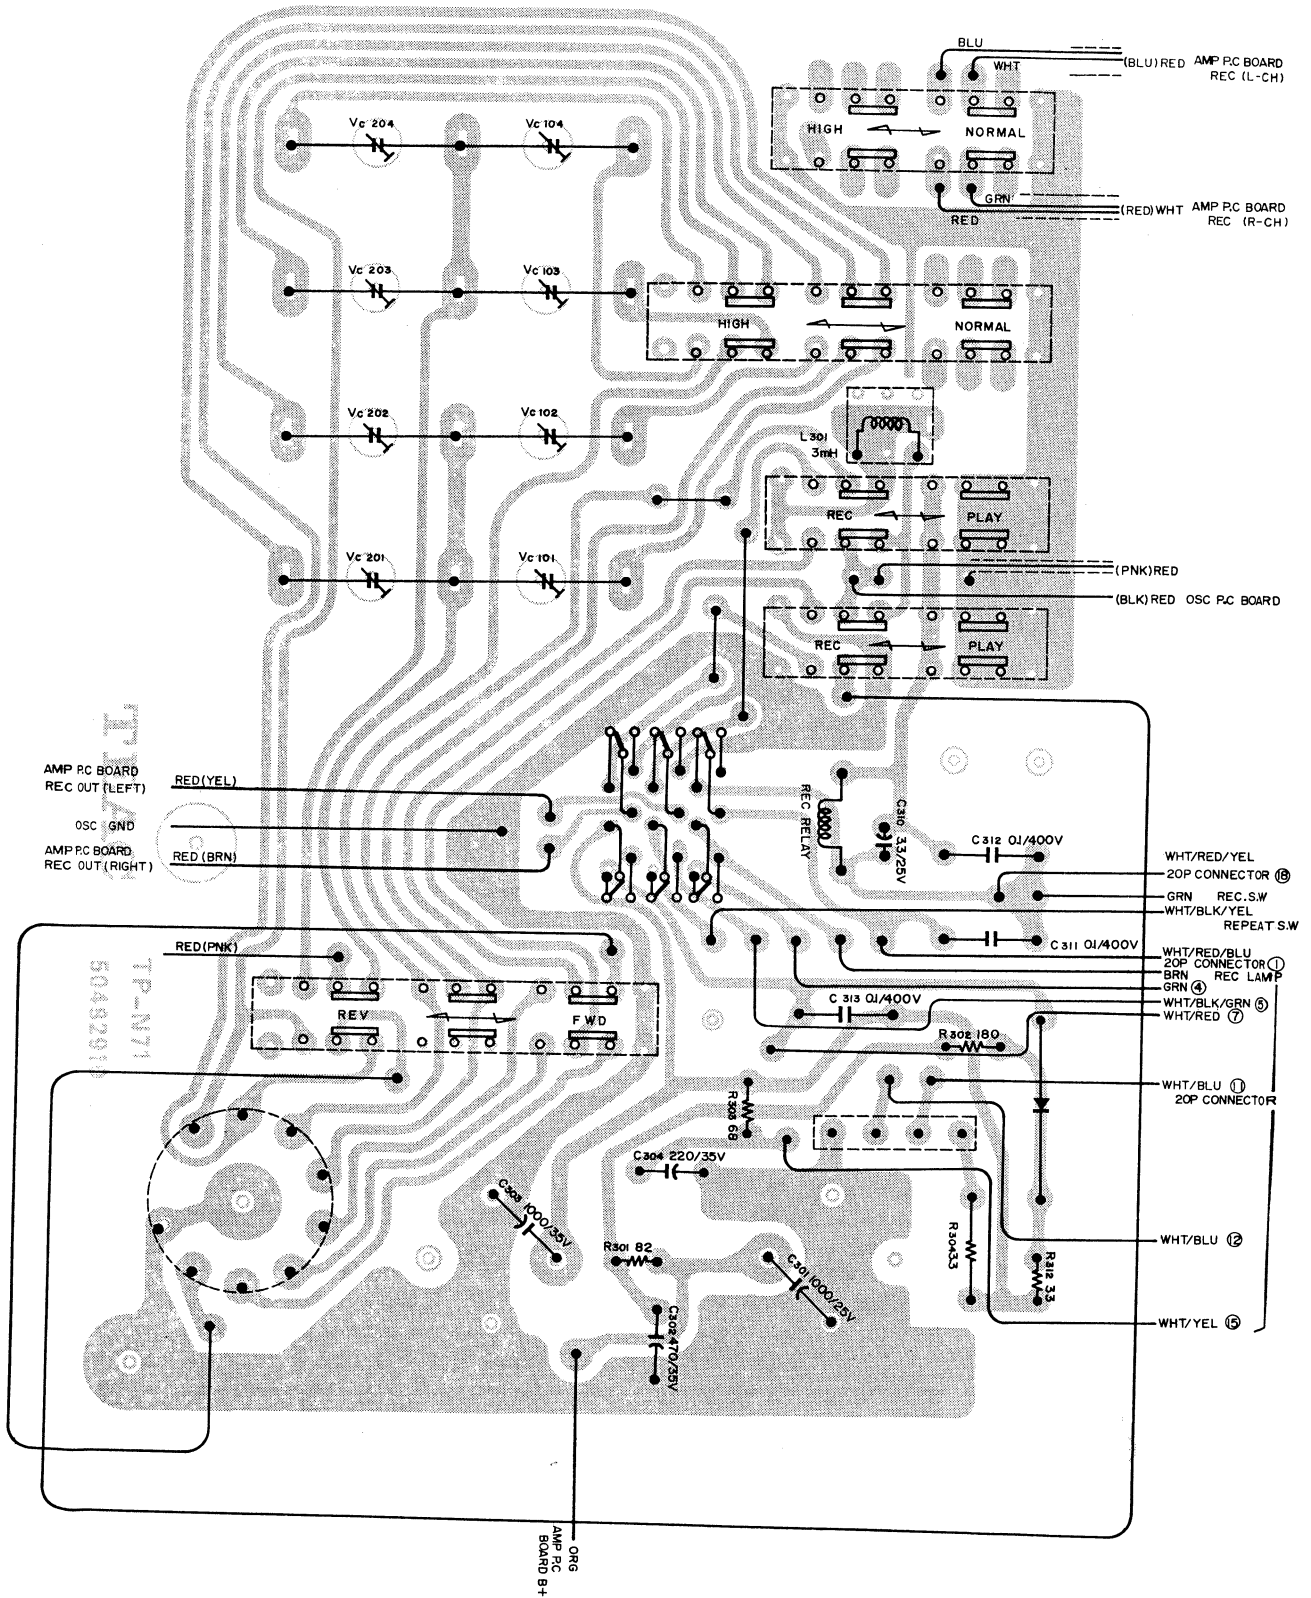 BLU
WHT
(BLU)RED AMP P.C BOARD
REC (L-CH)
HIGH NORMAL
GRN
RED
(RED)WHT AMP P.C BOARD
REC (R-CH)
Vc 204
Vc 104
Vc 203
Vc 103
HIGH NORMAL
Vc 202
Vc 102
L301
3mH
REC PLAY
Vc 201
Vc 101
(PNK)RED
(BLK)RED OSC P.C BOARD
REC PLAY
AMP P.C BOARD
REC OUT (LEFT)
RED(YEL)
OSC GND
AMP P.C BOARD
REC OUT (RIGHT)
RED(BRN)
REC RELAY
C310 3.3/25V
C312 0.1/400V
WHT/RED/YEL
20P CONNECTOR ⑱
GRN REC.S.W
WHT/BLK/YEL
REPEAT S.W
C311 0.1/400V
WHT/RED/BLU
20P CONNECTOR ①
BRN REC LAMP
GRN ④
WHT/BLK/GRN ⑤
WHT/RED ⑦
RED(PNK)
TEAC
TP-N71
REV FWD
C 313 0.1/400V
R302 180
WHT/BLU ⑪
20P CONNECTOR
R303 68
C304 220/35V
C303 1000/35V
R301 82
C301 1000/25V
R304 33
R312 33
WHT/BLU ⑫
WHT/YEL ⑮
C302 470/35V
ORG
AMP P.C
BOARD B+